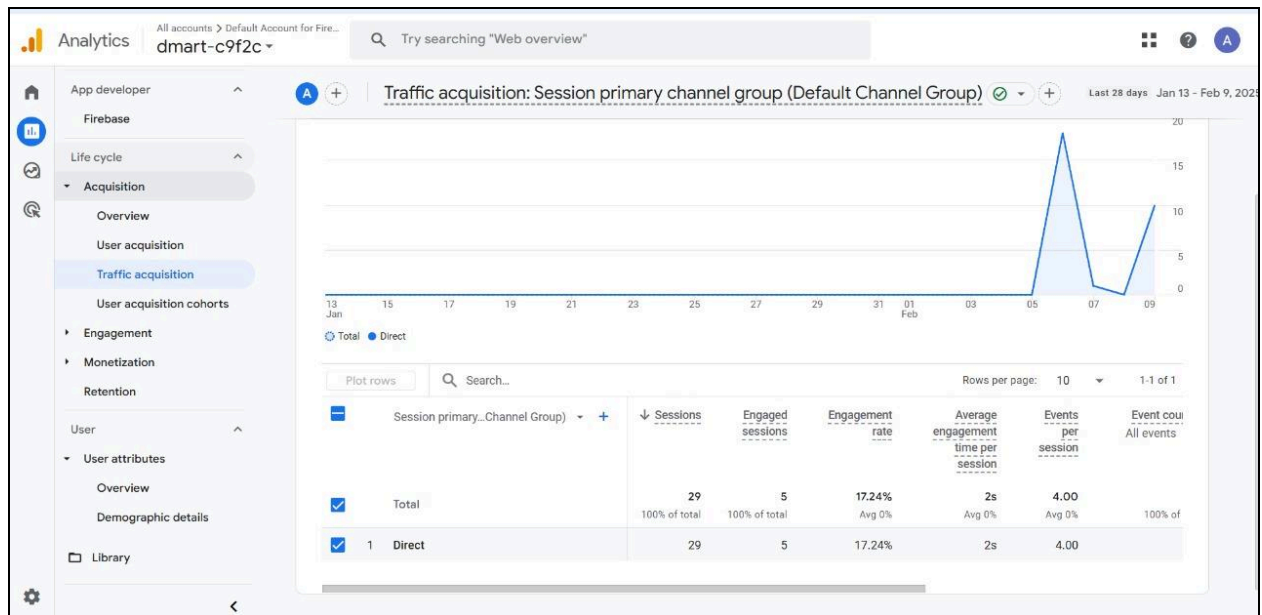 All accounts > Default Account for Fire...
Analytics
dmart-c9f2c
Try searching "Web overview"
A
App developer
Firebase
Life cycle
Acquisition
Overview
User acquisition
Traffic acquisition
User acquisition cohorts
Engagement
Monetization
Retention
User
User attributes
Overview
Demographic details
Library
A
Traffic acquisition: Session primary channel group (Default Channel Group)
Last 28 days Jan 13 - Feb 9, 2025
20
15
10
5
0
13 15 17 19 21 23 25 27 29 31 01 03 05 07 09
Jan Feb
Total Direct
Plot rows
Search...
Rows per page: 10 1-1 of 1
Session primary...Channel Group)
Sessions
Engaged
sessions
Engagement
rate
Average
engagement
time per
session
Events
per
session
Event cou
All events
Total 29 5 17.24% 2s 4.00
100% of total 100% of total Avg 0% Avg 0% Avg 0% 100% of
1 Direct 29 5 17.24% 2s 4.00